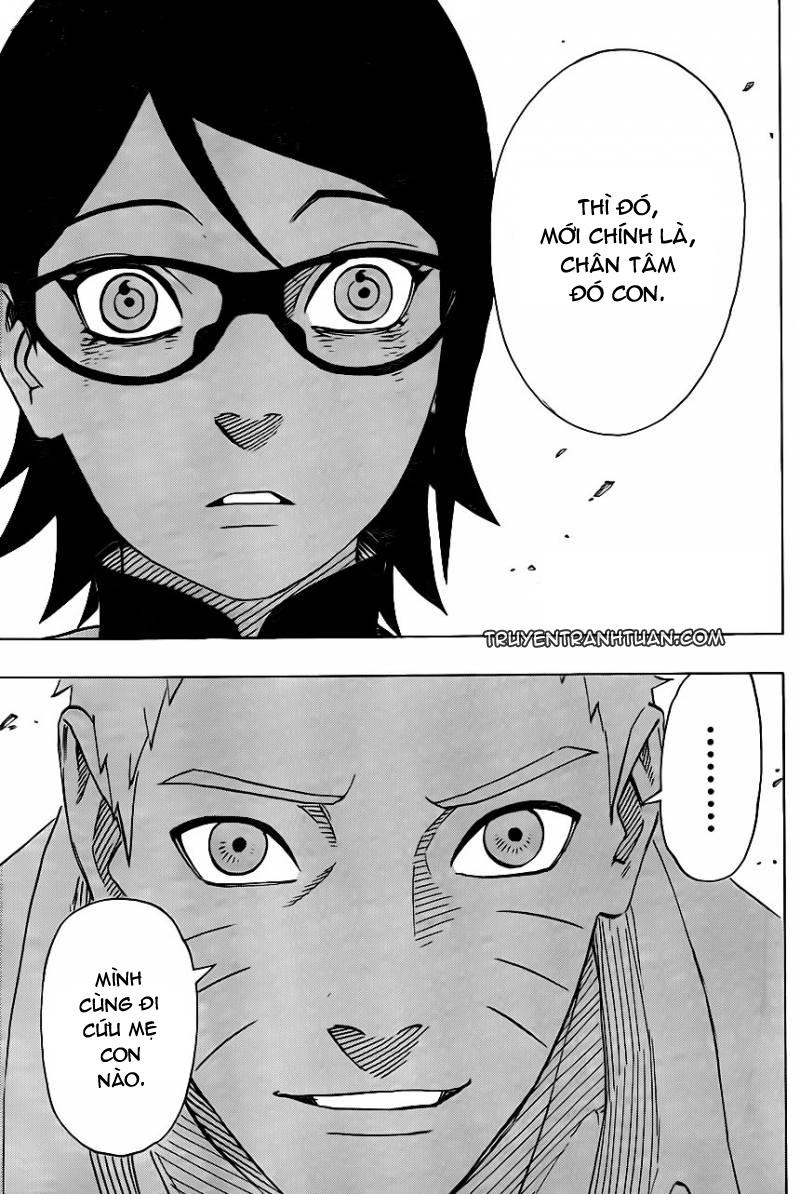 THÌ ĐÓ,
MỚI CHÍNH LÀ,
CHÂN TÂM
ĐÓ CON.
TRUYENTRANHTUAN.COM
........
MÌNH
CÙNG ĐI
CỨU MẸ
CON
NÀO.